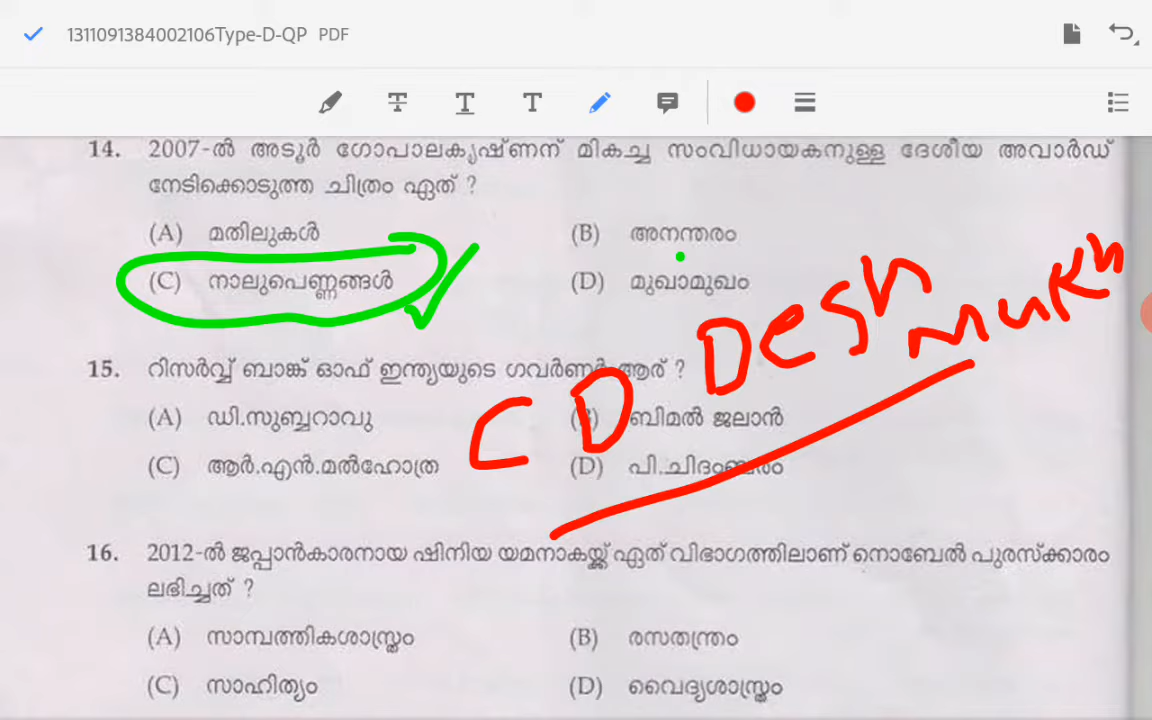 1311091384002106Type-D-QP PDF
14. 2007-ൽ അടൂർ ഗോപാലകൃഷ്ണന് മികച്ച സംവിധായകനുള്ള ദേശീയ അവാർഡ്
നേടിക്കൊടുത്ത ചിത്രം ഏത് ?
(A) മതിലുകൾ (B) അനന്തരം
(C) നാലുപെണ്ണങ്ങൾ (D) മുഖാമുഖം
15. റിസർവ്വ് ബാങ്ക് ഓഫ് ഇന്ത്യയുടെ ഗവർണർ ആര് ?
(A) ഡി.സുബ്ബറാവു (B) ബിമൽ ജലാൻ
(C) ആർ.എൻ.മൽഹോത്ര (D) പി.ചിദംബരം
C D Deshmukh
16. 2012-ൽ ജപ്പാൻകാരനായ ഷിനിയ യമനാകയ്ക്ക് ഏത് വിഭാഗത്തിലാണ് നൊബേൽ പുരസ്ക്കാരം
ലഭിച്ചത് ?
(A) സാമ്പത്തികശാസ്ത്രം (B) രസതന്ത്രം
(C) സാഹിത്യം (D) വൈദ്യശാസ്ത്രം